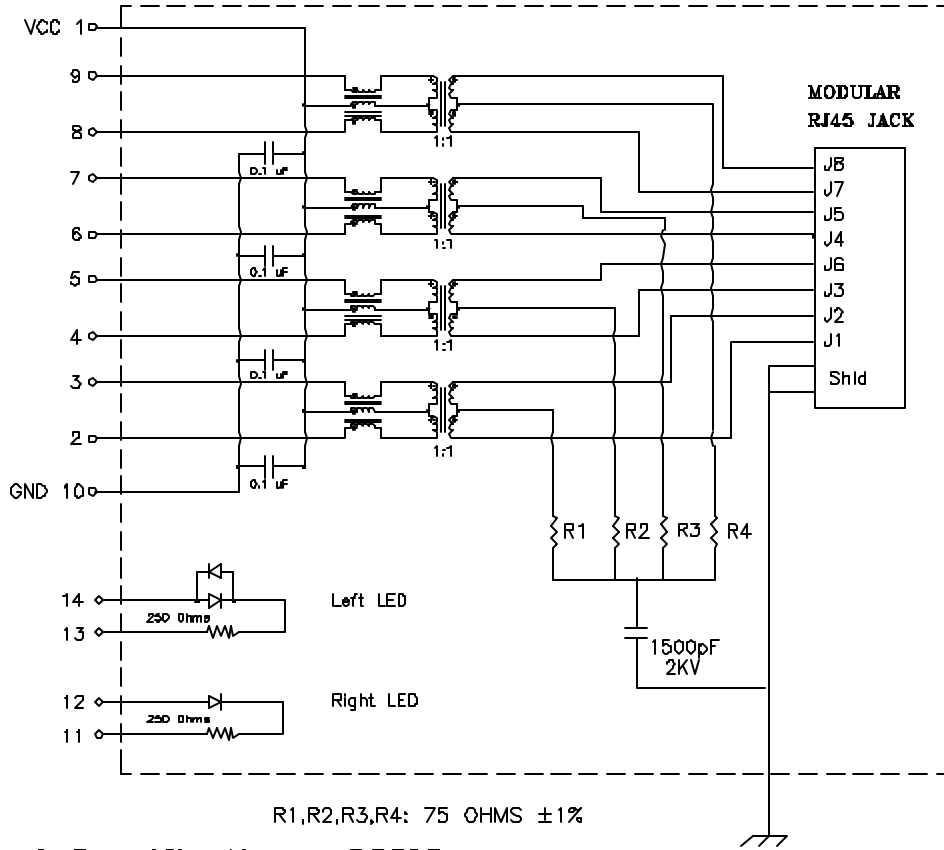 VCC 1
9
8
7
6
5
4
3
2
GND 10
0.1 uF
0.1 uF
0.1 uF
0.1 uF
1:1
1:1
1:1
1:1
MODULAR
RJ45 JACK
J8
J7
J5
J4
J6
J3
J2
J1
Shld
R1
R2
R3
R4
1500pF
2KV
14
13
250 Ohms
Left LED
12
11
250 Ohms
Right LED
R1,R2,R3,R4: 75 OHMS ±1%